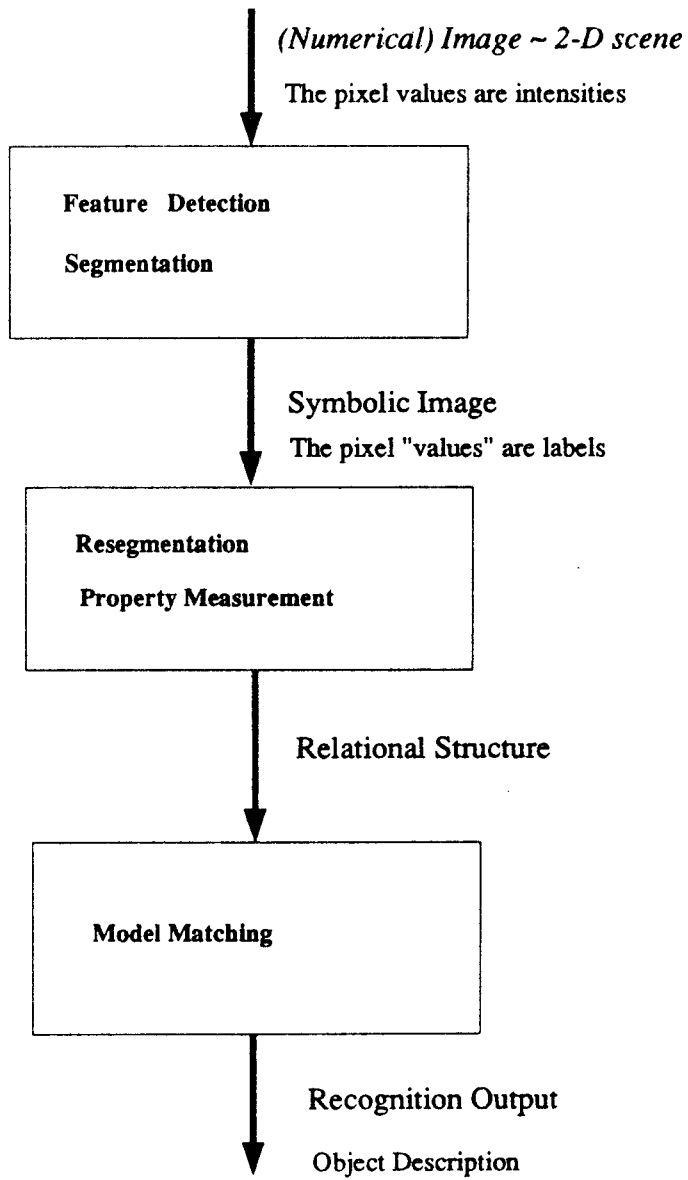 (Numerical) Image ~ 2-D scene
The pixel values are intensities
Feature Detection
Segmentation
Symbolic Image
The pixel "values" are labels
Resegmentation
Property Measurement
Relational Structure
Model Matching
Recognition Output
Object Description